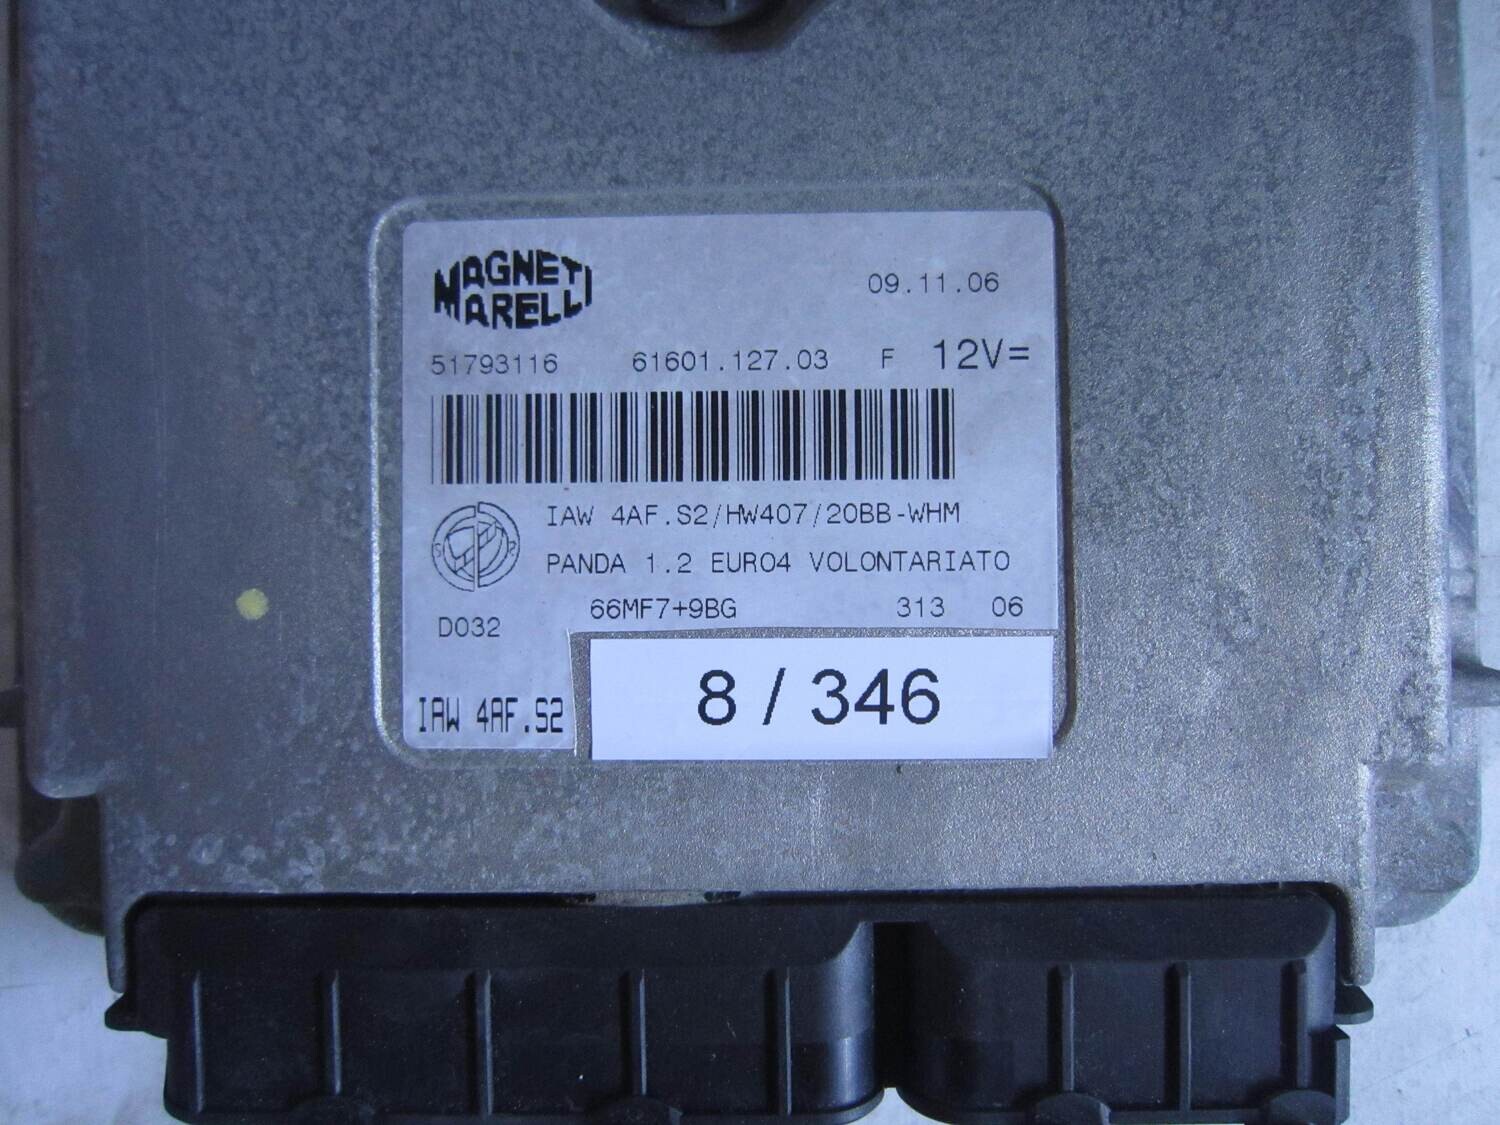 MAGNETI MARELLI
09.11.06
51793116 61601.127.03 F 12V=
IAW 4AF.S2/HW407/20BB-WHM
PANDA 1.2 EURO4 VOLONTARIATO
66MF7+9BG 313 06
D032
IAW 4AF.S2
8 / 346